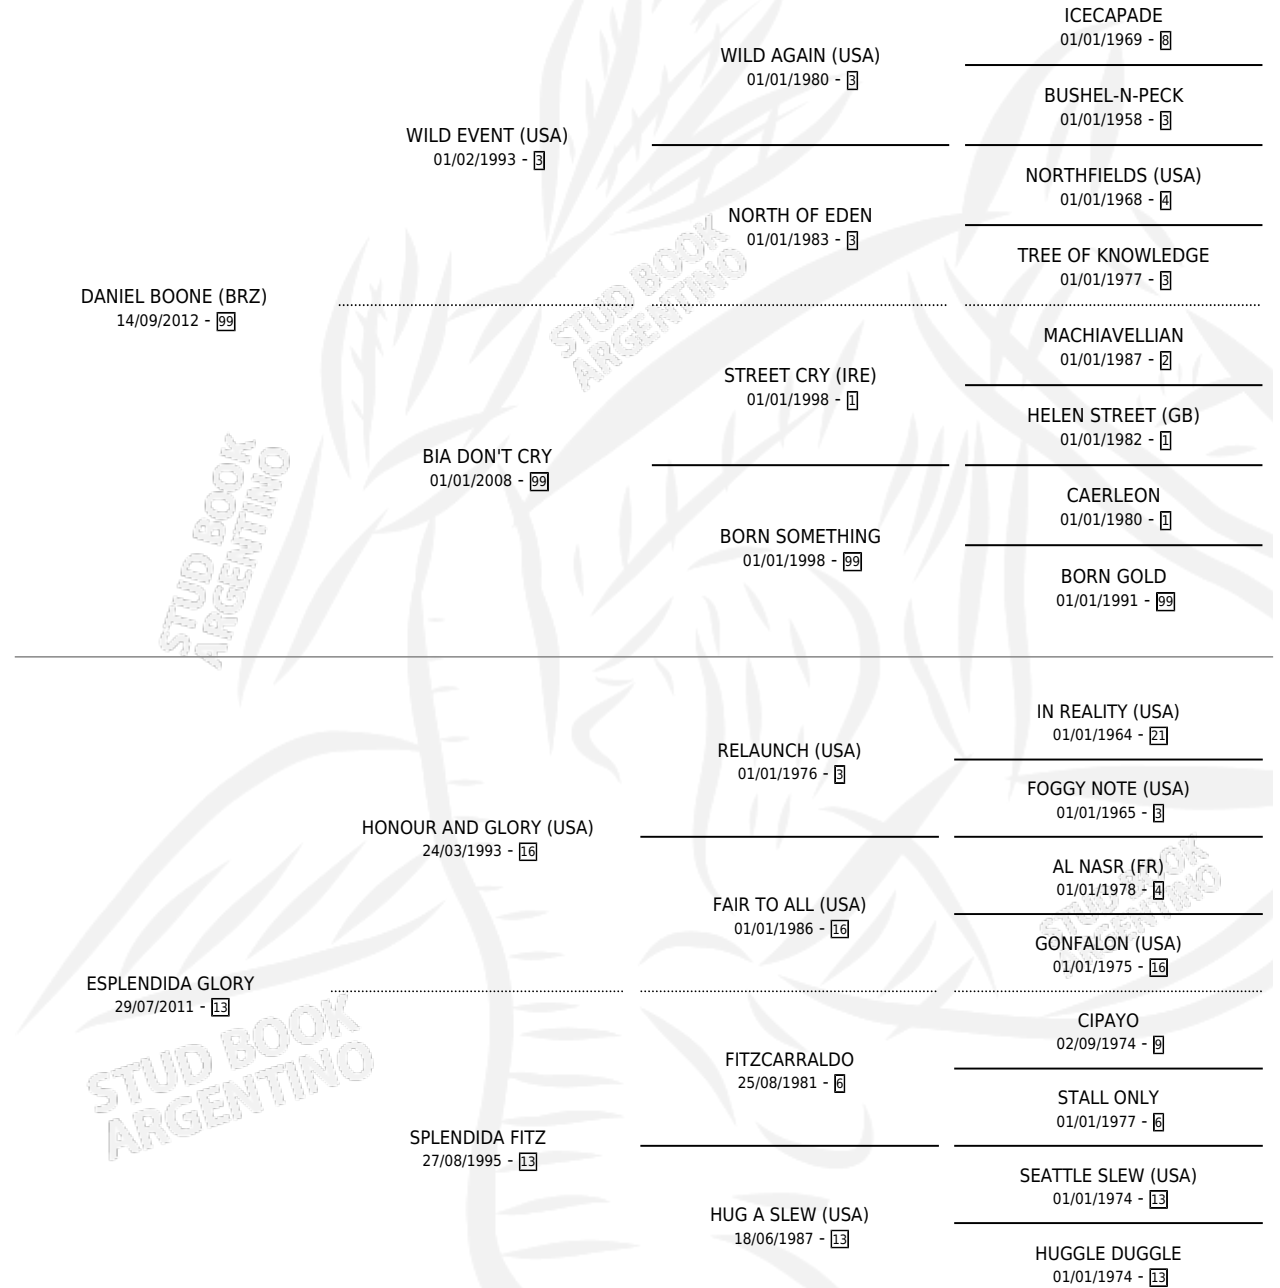 ICECAPADE
01/01/1969 - 8
WILD AGAIN (USA)
01/01/1980 - 3
BUSHEL-N-PECK
01/01/1958 - 3
WILD EVENT (USA)
01/02/1993 - 3
NORTHFIELDS (USA)
01/01/1968 - 4
NORTH OF EDEN
01/01/1983 - 3
TREE OF KNOWLEDGE
01/01/1977 - 3
DANIEL BOONE (BRZ)
14/09/2012 - 99
MACHIAVELLIAN
01/01/1987 - 2
STREET CRY (IRE)
01/01/1998 - 1
HELEN STREET (GB)
01/01/1982 - 1
BIA DON'T CRY
01/01/2008 - 99
CAERLEON
01/01/1980 - 1
BORN SOMETHING
01/01/1998 - 99
BORN GOLD
01/01/1991 - 99
STUD BOOK
ARGENTINO
STUD BOOK
ARGENTINO
IN REALITY (USA)
01/01/1964 - 21
RELAUNCH (USA)
01/01/1976 - 3
FOGGY NOTE (USA)
01/01/1965 - 3
HONOUR AND GLORY (USA)
24/03/1993 - 16
AL NASR (FR)
01/01/1978 - 4
FAIR TO ALL (USA)
01/01/1986 - 16
GONFALON (USA)
01/01/1975 - 16
STUD BOOK
ARGENTINO
ESPLENDIDA GLORY
29/07/2011 - 13
CIPAYO
02/09/1974 - 9
FITZCARRALDO
25/08/1981 - 6
STALL ONLY
01/01/1977 - 6
SPLENDIDA FITZ
27/08/1995 - 13
SEATTLE SLEW (USA)
01/01/1974 - 13
HUG A SLEW (USA)
18/06/1987 - 13
HUGGLE DUGGLE
01/01/1974 - 13
STUD BOOK
ARGENTINO